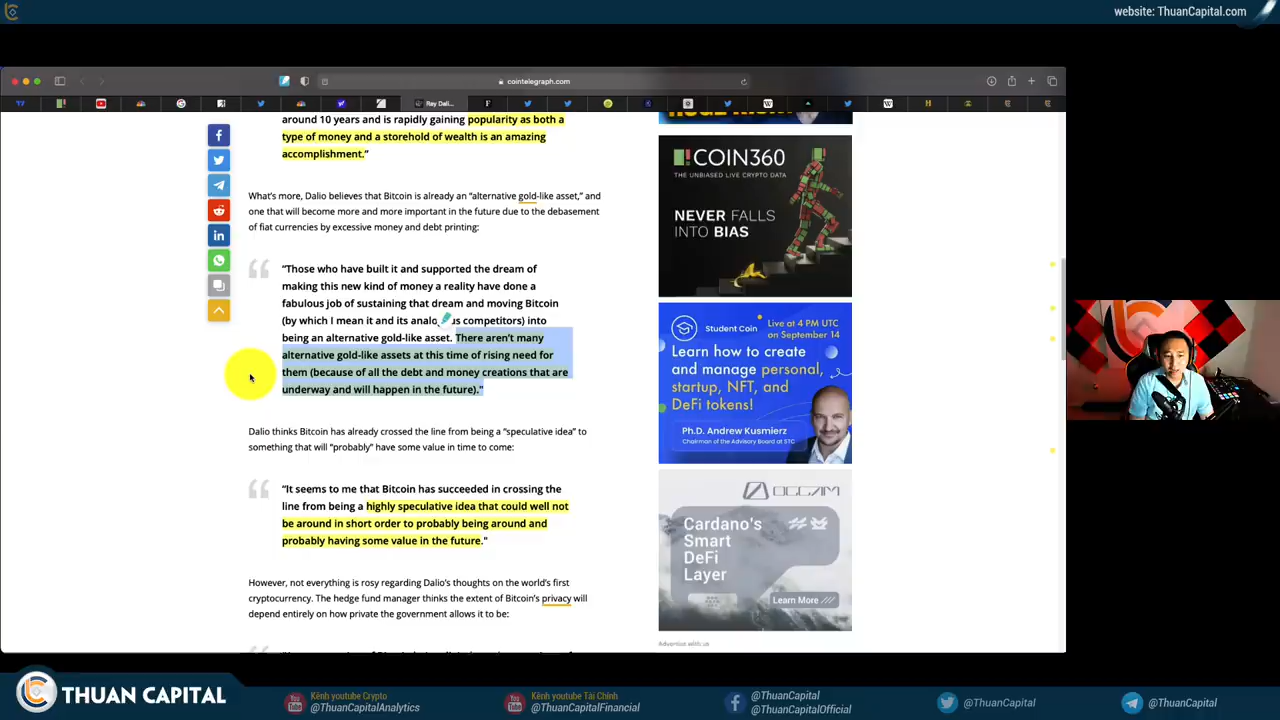 website: ThuanCapital.com
cointelegraph.com
Ray Dali...
around 10 years and is rapidly gaining popularity as both a
type of money and a storehold of wealth is an amazing
accomplishment.”
What’s more, Dalio believes that Bitcoin is already an “alternative gold-like asset,” and
one that will become more and more important in the future due to the debasement
of fiat currencies by excessive money and debt printing:
“Those who have built it and supported the dream of
making this new kind of money a reality have done a
fabulous job of sustaining that dream and moving Bitcoin
(by which I mean it and its analo us competitors) into
being an alternative gold-like asset. There aren’t many
alternative gold-like assets at this time of rising need for
them (because of all the debt and money creations that are
underway and will happen in the future)."
Dalio thinks Bitcoin has already crossed the line from being a “speculative idea” to
something that will “probably” have some value in time to come:
“It seems to me that Bitcoin has succeeded in crossing the
line from being a highly speculative idea that could well not
be around in short order to probably being around and
probably having some value in the future."
However, not everything is rosy regarding Dalio’s thoughts on the world’s first
cryptocurrency. The hedge fund manager thinks the extent of Bitcoin’s privacy will
depend entirely on how private the government allows it to be:
COIN360
THE UNBIASED LIVE CRYPTO DATA
NEVER FALLS
INTO BIAS
Student Coin
Live at 4 PM UTC
on September 14
Learn how to create
and manage personal,
startup, NFT, and
DeFi tokens!
Ph.D. Andrew Kusmierz
Chairman of the Advisory Board at STC
OCCAM
Cardano's
Smart
DeFi
Layer
Learn More
Advertise with us
THUAN CAPITAL
Kênh youtube Crypto
@ThuanCapitalAnalytics
Kênh youtube Tài Chính
@ThuanCapitalFinancial
@ThuanCapital
@ThuanCapitalOfficial
@ThuanCapital
@ThuanCapital